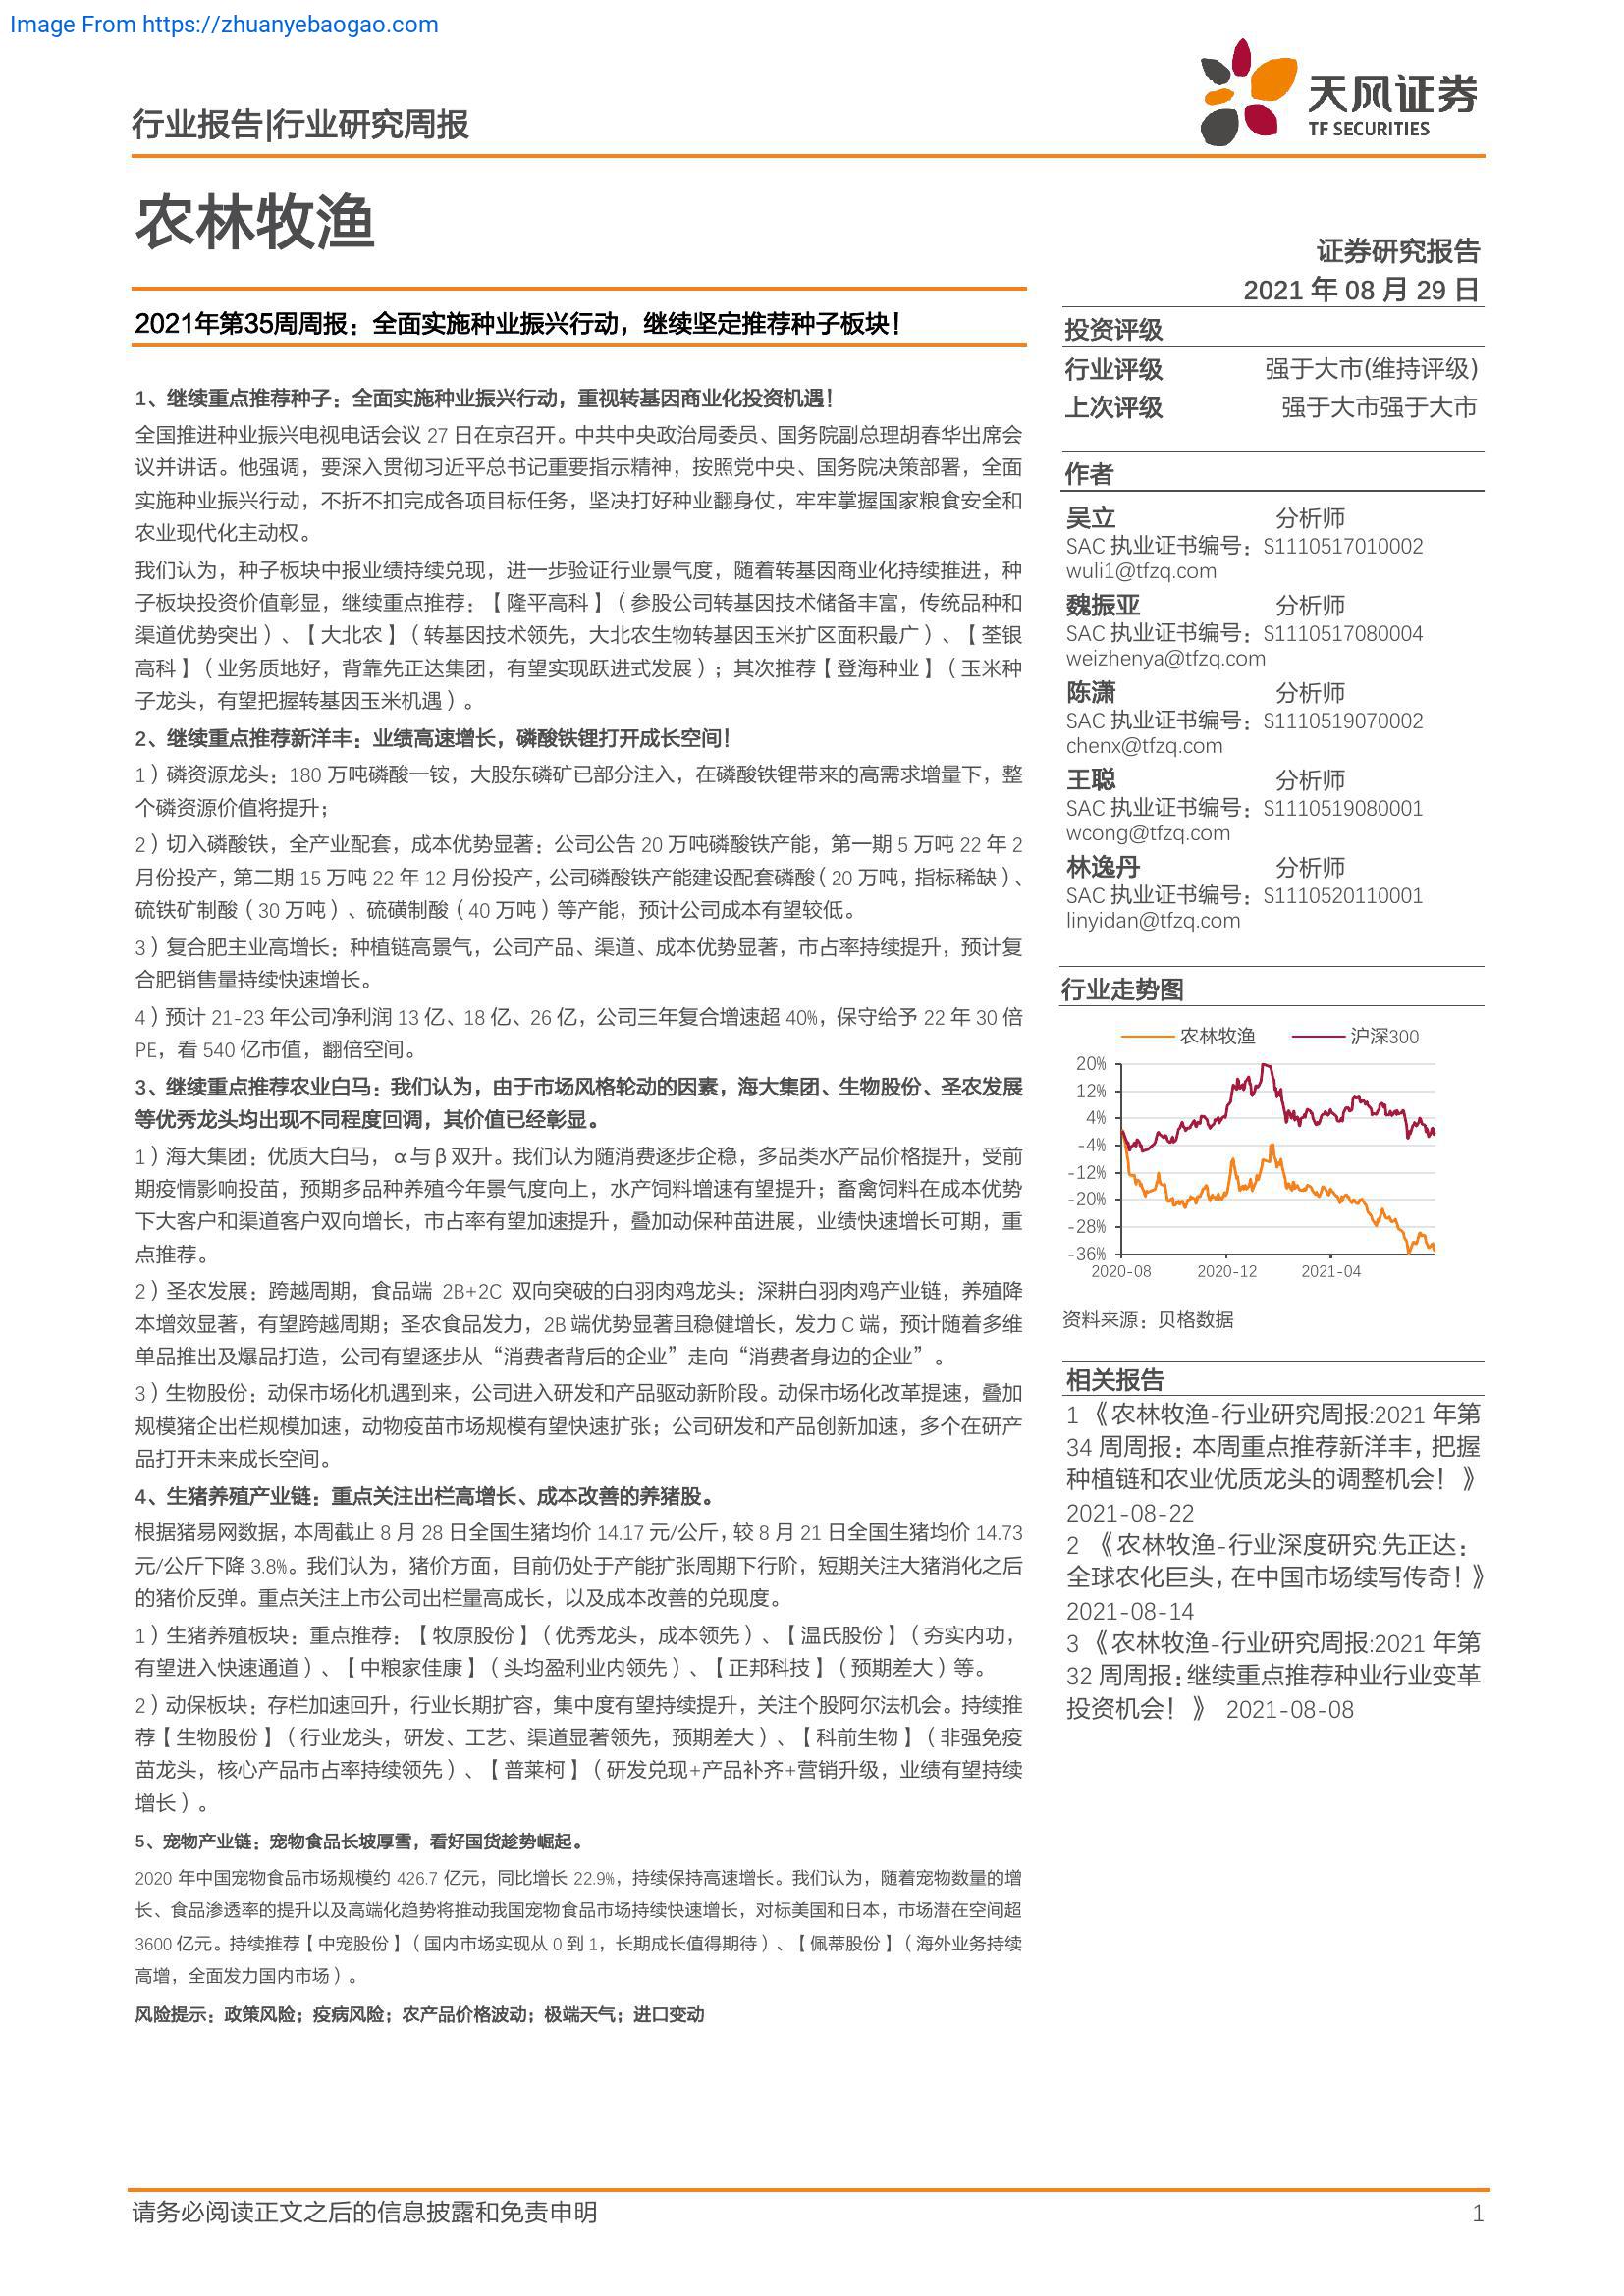 Image From https://zhuanyebaogao.com
行业报告|行业研究周报
天风证券
TF SECURITIES
农林牧渔
证券研究报告
2021 年 08 月 29 日
2021年第35周周报：全面实施种业振兴行动，继续坚定推荐种子板块！
1、继续重点推荐种子：全面实施种业振兴行动，重视转基因商业化投资机遇！
全国推进种业振兴电视电话会议 27 日在京召开。中共中央政治局委员、国务院副总理胡春华出席会
议并讲话。他强调，要深入贯彻习近平总书记重要指示精神，按照党中央、国务院决策部署，全面
实施种业振兴行动，不折不扣完成各项目标任务，坚决打好种业翻身仗，牢牢掌握国家粮食安全和
农业现代化主动权。
我们认为，种子板块中报业绩持续兑现，进一步验证行业景气度，随着转基因商业化持续推进，种
子板块投资价值彰显，继续重点推荐：【隆平高科】（参股公司转基因技术储备丰富，传统品种和
渠道优势突出）、【大北农】（转基因技术领先，大北农生物转基因玉米扩区面积最广）、【荃银
高科】（业务质地好，背靠先正达集团，有望实现跃进式发展）；其次推荐【登海种业】（玉米种
子龙头，有望把握转基因玉米机遇）。
2、继续重点推荐新洋丰：业绩高速增长，磷酸铁锂打开成长空间！
1）磷资源龙头：180 万吨磷酸一铵，大股东磷矿已部分注入，在磷酸铁锂带来的高需求增量下，整
个磷资源价值将提升；
2）切入磷酸铁，全产业配套，成本优势显著：公司公告 20 万吨磷酸铁产能，第一期 5 万吨 22 年 2
月份投产，第二期 15 万吨 22 年 12 月份投产，公司磷酸铁产能建设配套磷酸（20 万吨，指标稀缺）、
硫铁矿制酸（30 万吨）、硫磺制酸（40 万吨）等产能，预计公司成本有望较低。
3）复合肥主业高增长：种植链高景气，公司产品、渠道、成本优势显著，市占率持续提升，预计复
合肥销售量持续快速增长。
4）预计 21-23 年公司净利润 13 亿、18 亿、26 亿，公司三年复合增速超 40%，保守给予 22 年 30 倍
PE，看 540 亿市值，翻倍空间。
3、继续重点推荐农业白马：我们认为，由于市场风格轮动的因素，海大集团、生物股份、圣农发展
等优秀龙头均出现不同程度回调，其价值已经彰显。
1）海大集团：优质大白马，α与β双升。我们认为随消费逐步企稳，多品类水产品价格提升，受前
期疫情影响投苗，预期多品种养殖今年景气度向上，水产饲料增速有望提升；畜禽饲料在成本优势
下大客户和渠道客户双向增长，市占率有望加速提升，叠加动保种苗进展，业绩快速增长可期，重
点推荐。
2）圣农发展：跨越周期，食品端 2B+2C 双向突破的白羽肉鸡龙头：深耕白羽肉鸡产业链，养殖降
本增效显著，有望跨越周期；圣农食品发力，2B 端优势显著且稳健增长，发力 C 端，预计随着多维
单品推出及爆品打造，公司有望逐步从“消费者背后的企业”走向“消费者身边的企业”。
3）生物股份：动保市场化机遇到来，公司进入研发和产品驱动新阶段。动保市场化改革提速，叠加
规模猪企出栏规模加速，动物疫苗市场规模有望快速扩张；公司研发和产品创新加速，多个在研产
品打开未来成长空间。
4、生猪养殖产业链：重点关注出栏高增长、成本改善的养猪股。
根据猪易网数据，本周截止 8 月 28 日全国生猪均价 14.17 元/公斤，较 8 月 21 日全国生猪均价 14.73
元/公斤下降 3.8%。我们认为，猪价方面，目前仍处于产能扩张周期下行阶，短期关注大猪消化之后
的猪价反弹。重点关注上市公司出栏量高成长，以及成本改善的兑现度。
1）生猪养殖板块：重点推荐：【牧原股份】（优秀龙头，成本领先）、【温氏股份】（夯实内功，
有望进入快速通道）、【中粮家佳康】（头均盈利业内领先）、【正邦科技】（预期差大）等。
2）动保板块：存栏加速回升，行业长期扩容，集中度有望持续提升，关注个股阿尔法机会。持续推
荐【生物股份】（行业龙头，研发、工艺、渠道显著领先，预期差大）、【科前生物】（非强免疫
苗龙头，核心产品市占率持续领先）、【普莱柯】（研发兑现+产品补齐+营销升级，业绩有望持续
增长）。
5、宠物产业链：宠物食品长坡厚雪，看好国货趁势崛起。
2020 年中国宠物食品市场规模约 426.7 亿元，同比增长 22.9%，持续保持高速增长。我们认为，随着宠物数量的增
长、食品渗透率的提升以及高端化趋势将推动我国宠物食品市场持续快速增长，对标美国和日本，市场潜在空间超
3600 亿元。持续推荐【中宠股份】（国内市场实现从 0 到 1，长期成长值得期待）、【佩蒂股份】（海外业务持续
高增，全面发力国内市场）。
风险提示：政策风险；疫病风险；农产品价格波动；极端天气；进口变动
投资评级
行业评级 强于大市(维持评级)
上次评级 强于大市强于大市
作者
吴立 分析师
SAC 执业证书编号：S1110517010002
wuli1@tfzq.com
魏振亚 分析师
SAC 执业证书编号：S1110517080004
weizhenya@tfzq.com
陈潇 分析师
SAC 执业证书编号：S1110519070002
chenx@tfzq.com
王聪 分析师
SAC 执业证书编号：S1110519080001
wcong@tfzq.com
林逸丹 分析师
SAC 执业证书编号：S1110520110001
linyidan@tfzq.com
行业走势图
农林牧渔 沪深300
20%
12%
4%
-4%
-12%
-20%
-28%
-36%
2020-08 2020-12 2021-04
资料来源：贝格数据
相关报告
1 《农林牧渔-行业研究周报:2021 年第
34 周周报：本周重点推荐新洋丰，把握
种植链和农业优质龙头的调整机会！》
2021-08-22
2 《农林牧渔-行业深度研究:先正达：
全球农化巨头，在中国市场续写传奇！》
2021-08-14
3 《农林牧渔-行业研究周报:2021 年第
32 周周报：继续重点推荐种业行业变革
投资机会！》 2021-08-08
请务必阅读正文之后的信息披露和免责申明 1